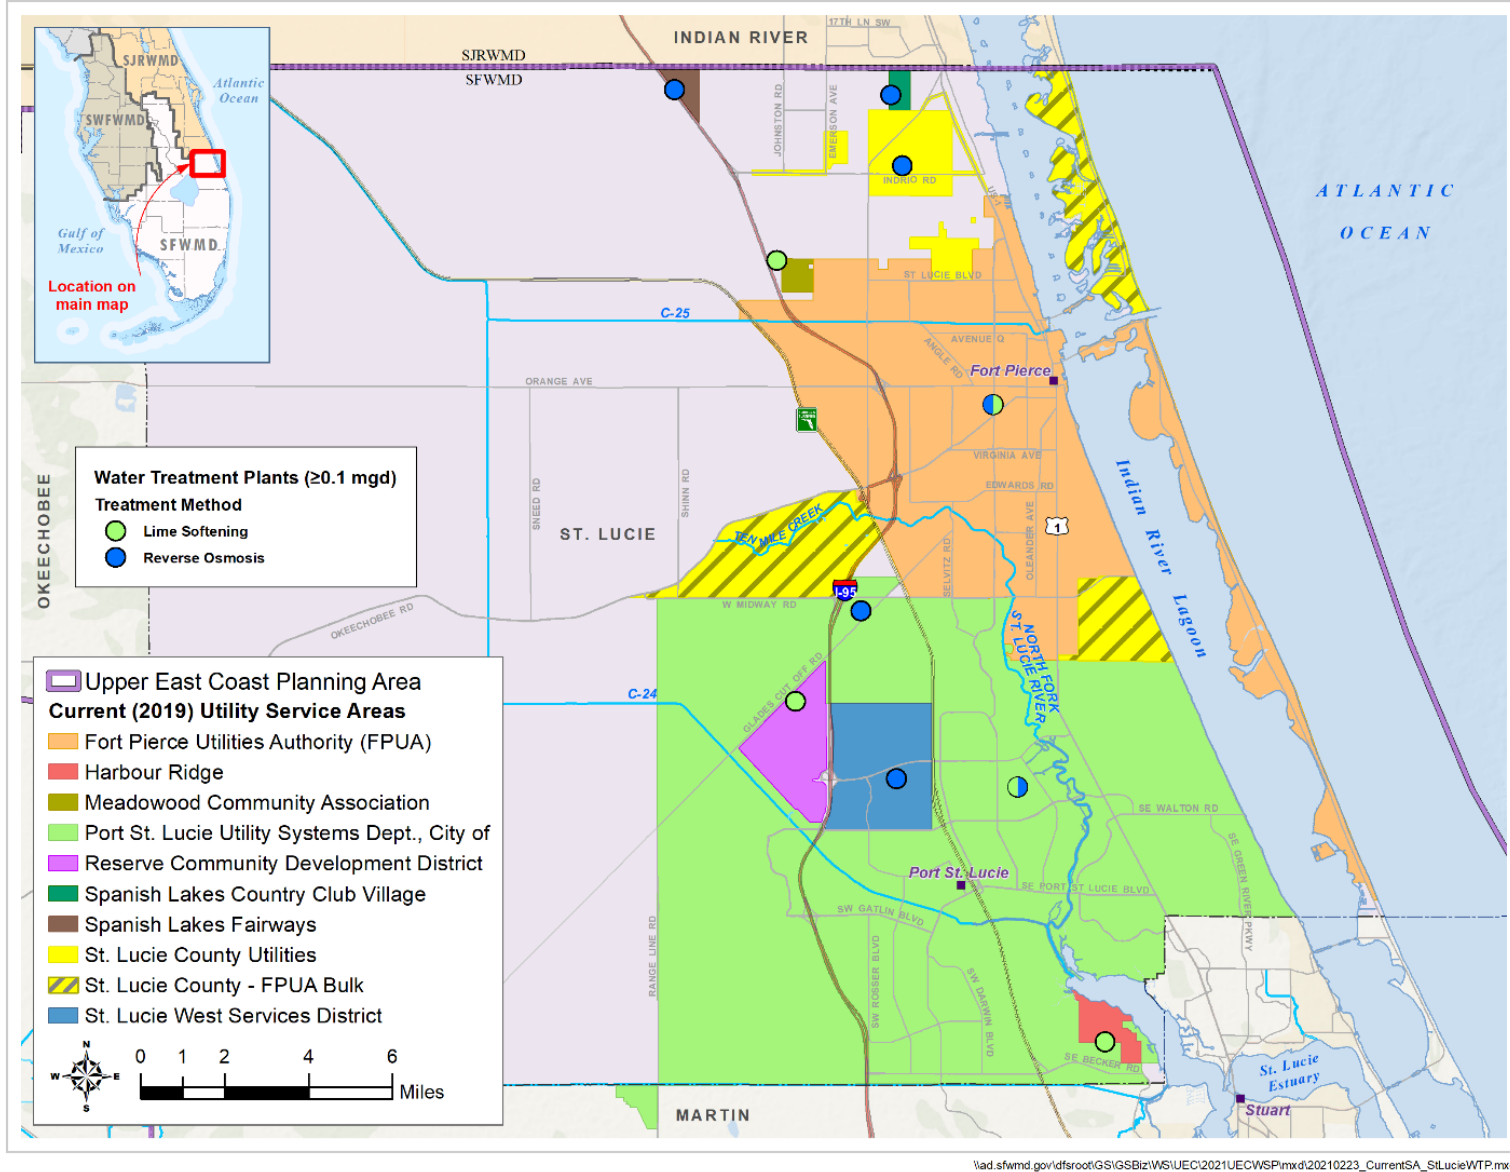 17TH LN SW
INDIAN RIVER
SJRWMD
SFWMD
SJRWMD
Atlantic
Ocean
SWFWMD
Gulf of
Mexico
SFWMD
Location on
main map
JOHNSTON RD
EMERSON AVE
INDRIO RD
US-1
ATLANTIC
OCEAN
ST LUCIE BLVD
C-25
AVENUE Q
ANGLE RD
Fort Pierce
ORANGE AVE
VIRGINIA AVE
EDWARDS RD
OKEECHOBEE
Water Treatment Plants (≥0.1 mgd)
Treatment Method
Lime Softening
Reverse Osmosis
SNEED RD
SHINN RD
ST. LUCIE
TEN MILE CREEK
SELVITZ RD
OLEANDER AVE
1
Indian River Lagoon
I-95
W MIDWAY RD
OKEECHOBEE RD
NORTH FORK
ST. LUCIE RIVER
GLADES CUT OFF RD
C-24
Upper East Coast Planning Area
Current (2019) Utility Service Areas
Fort Pierce Utilities Authority (FPUA)
Harbour Ridge
Meadowood Community Association
Port St. Lucie Utility Systems Dept., City of
Reserve Community Development District
Spanish Lakes Country Club Village
Spanish Lakes Fairways
St. Lucie County Utilities
St. Lucie County - FPUA Bulk
St. Lucie West Services District
N
W E
S
0 1 2 4 6
Miles
SE WALTON RD
SE GREEN RIVER PKWY
Port St. Lucie
SE PORT ST LUCIE BLVD
SW GATLIN BLVD
RANGE LINE RD
SW ROSSER BLVD
SW DARWIN BLVD
SE BECKER RD
St. Lucie
Estuary
Stuart
MARTIN
\\ad.sfwmd.gov\dfsroot\GS\GSBiz\WS\UEC\2021UECWSP\mxd\20210223_CurrentSA_StLucieWTP.mx